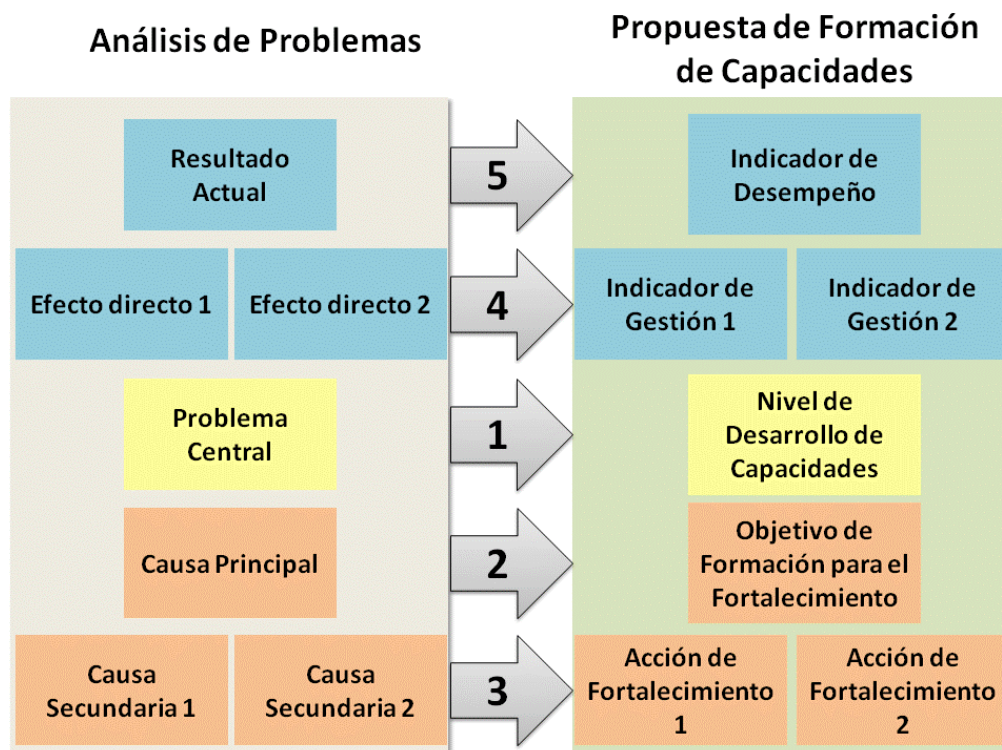 Análisis de Problemas
Propuesta de Formación
de Capacidades
Resultado
Actual
5
Indicador de
Desempeño
Efecto directo 1
Efecto directo 2
4
Indicador de
Gestión 1
Indicador de
Gestión 2
Problema
Central
1
Nivel de
Desarrollo de
Capacidades
Causa Principal
2
Objetivo de
Formación para el
Fortalecimiento
Causa
Secundaria 1
Causa
Secundaria 2
3
Acción de
Fortalecimiento
1
Acción de
Fortalecimiento
2